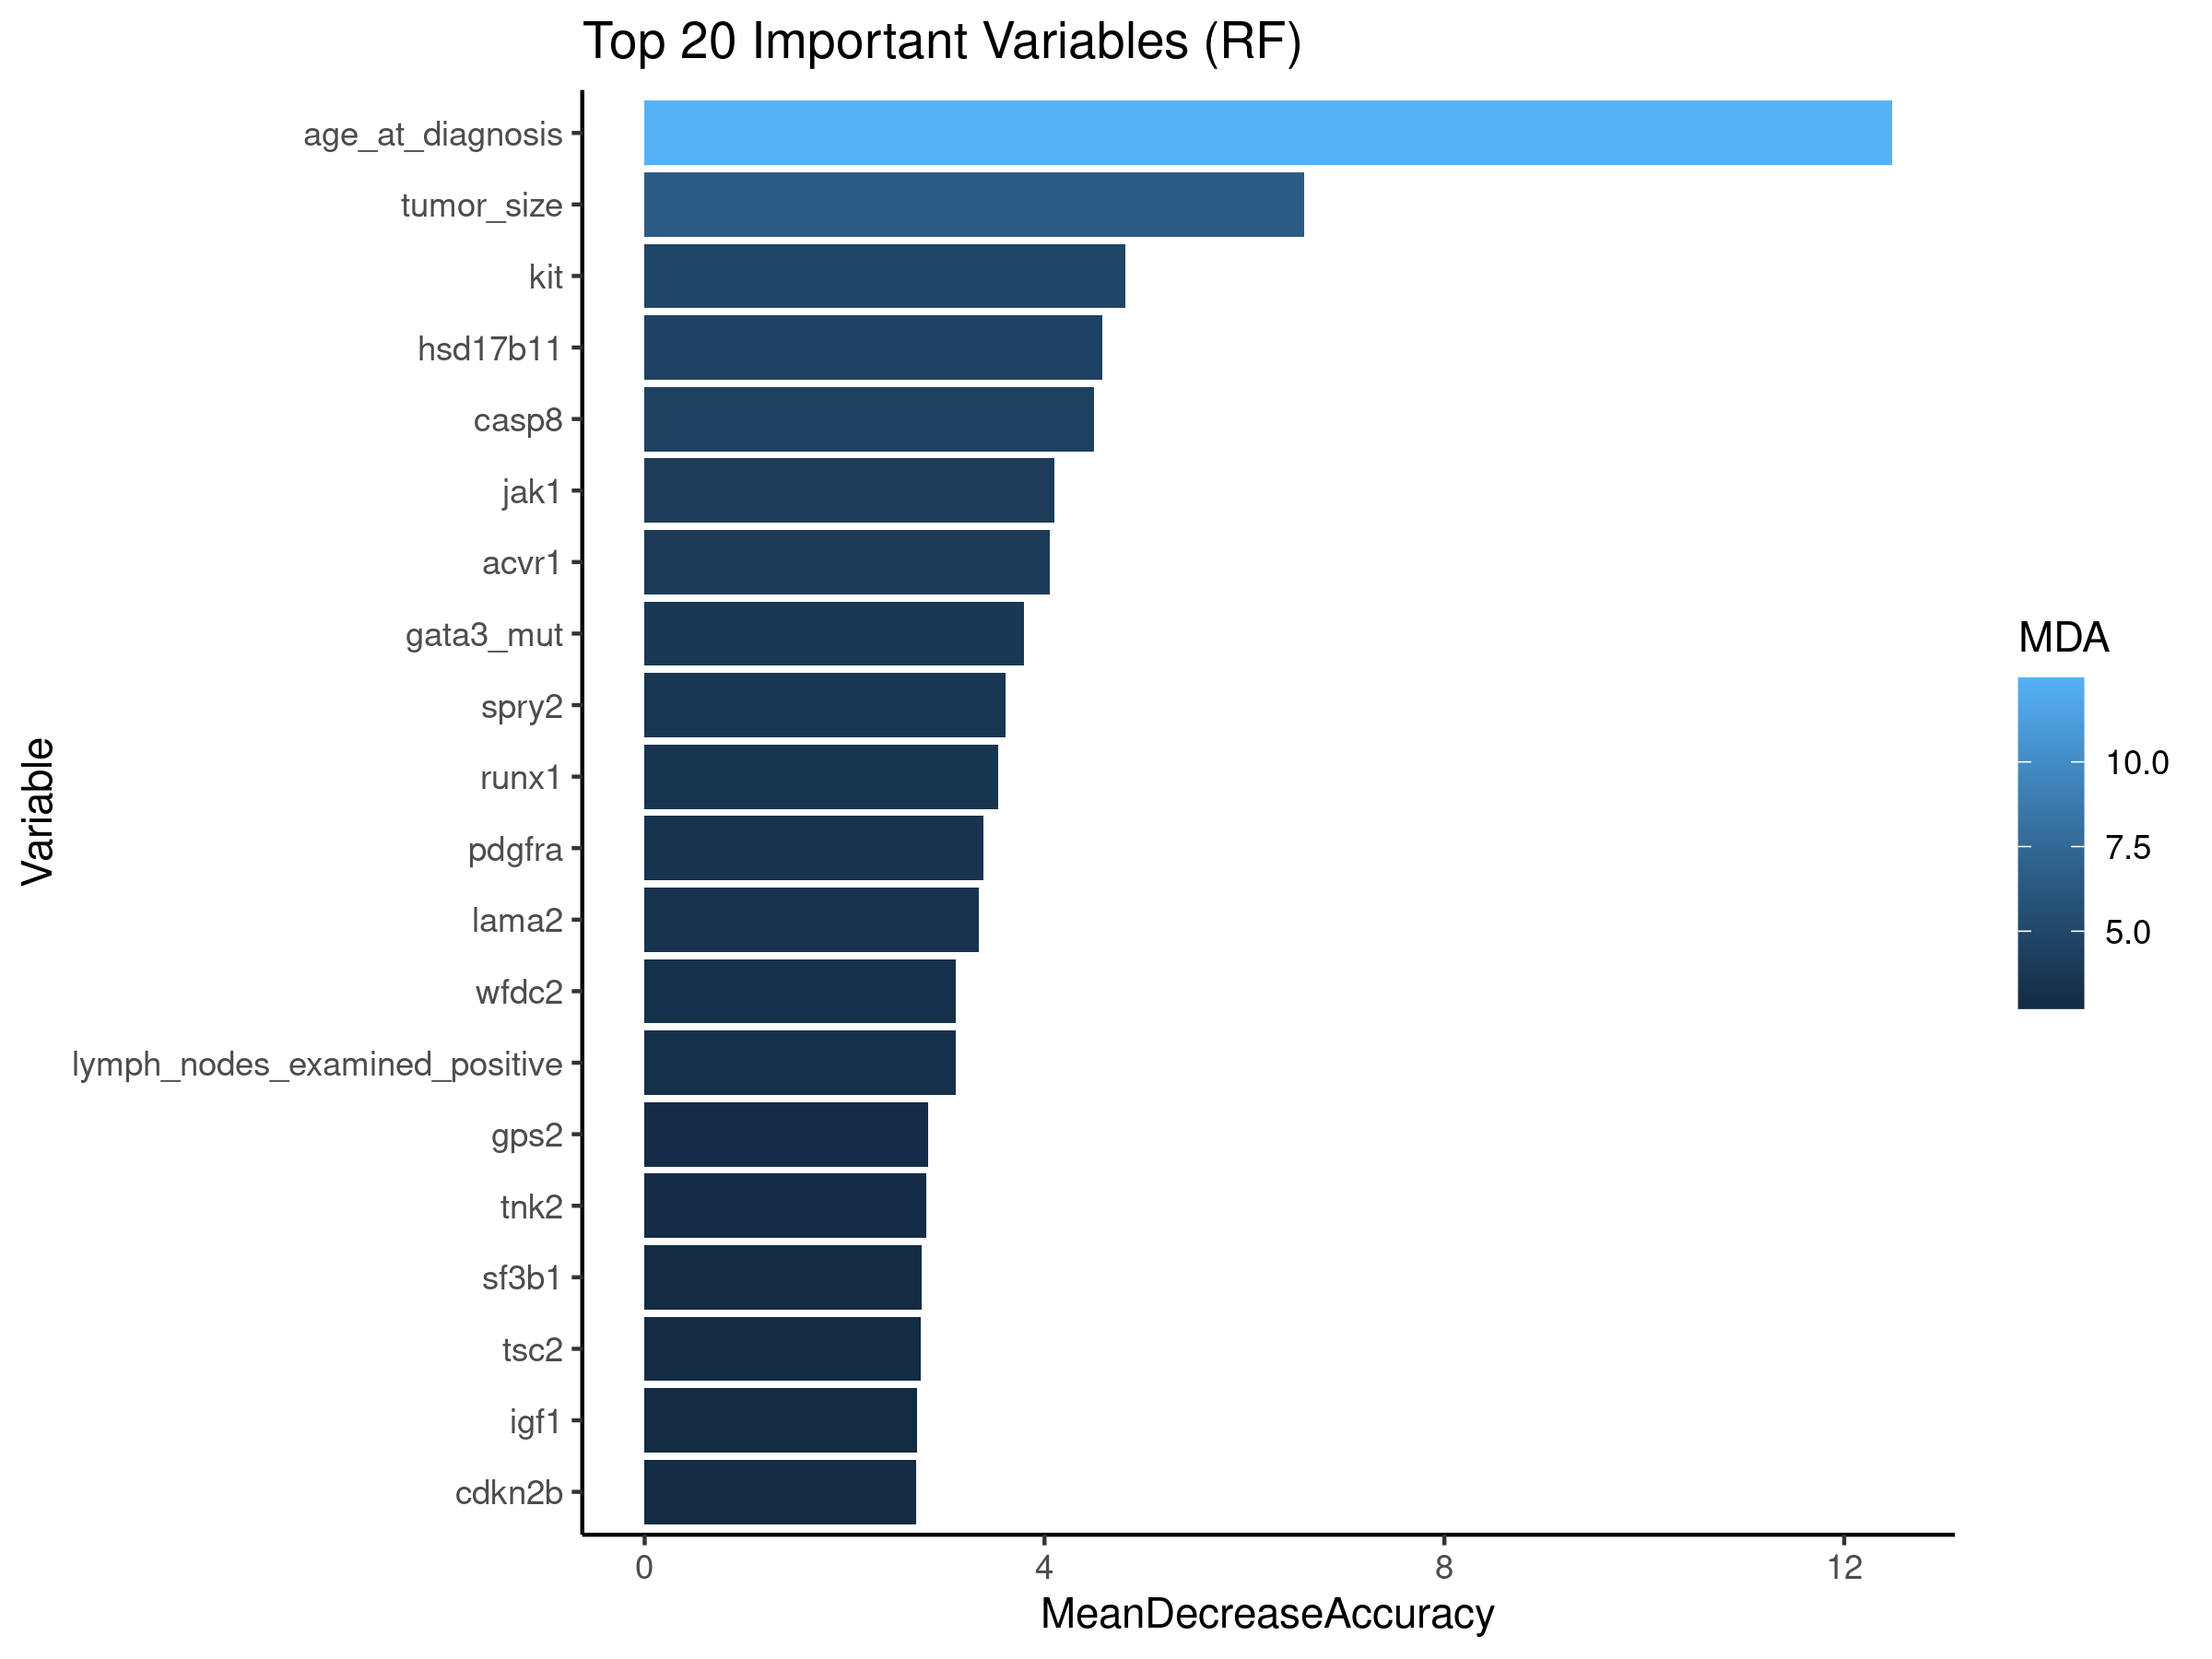 Top 20 Important Variables (RF)
Variable
age_at_diagnosis
tumor_size
kit
hsd17b11
casp8
jak1
acvr1
gata3_mut
spry2
runx1
pdgfra
lama2
wfdc2
lymph_nodes_examined_positive
gps2
tnk2
sf3b1
tsc2
igf1
cdkn2b
0 4 8 12
MeanDecreaseAccuracy
MDA
10.0
7.5
5.0